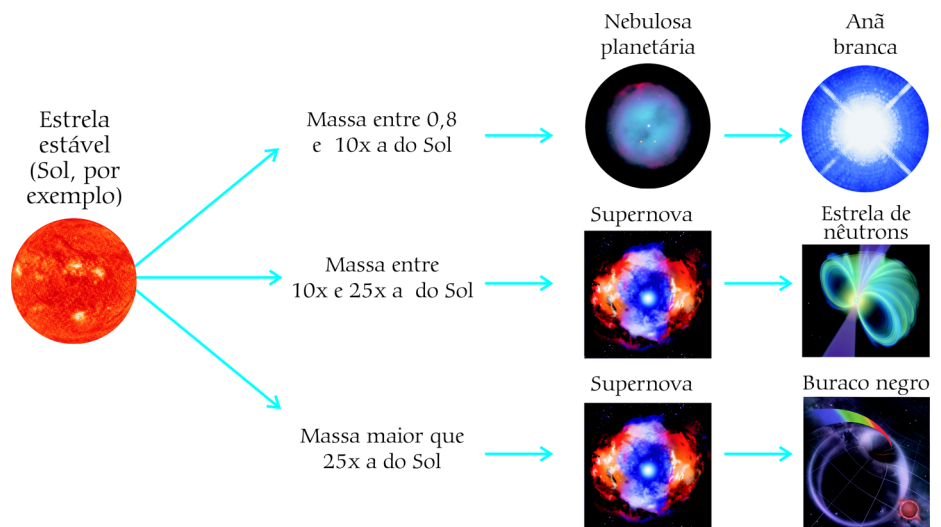 Estrela
estável
(Sol, por
exemplo)
Massa entre 0,8
e 10x a do Sol
Nebulosa
planetária
Anã
branca
Massa entre
10x e 25x a do Sol
Supernova
Estrela de
nêutrons
Massa maior que
25x a do Sol
Supernova
Buraco negro